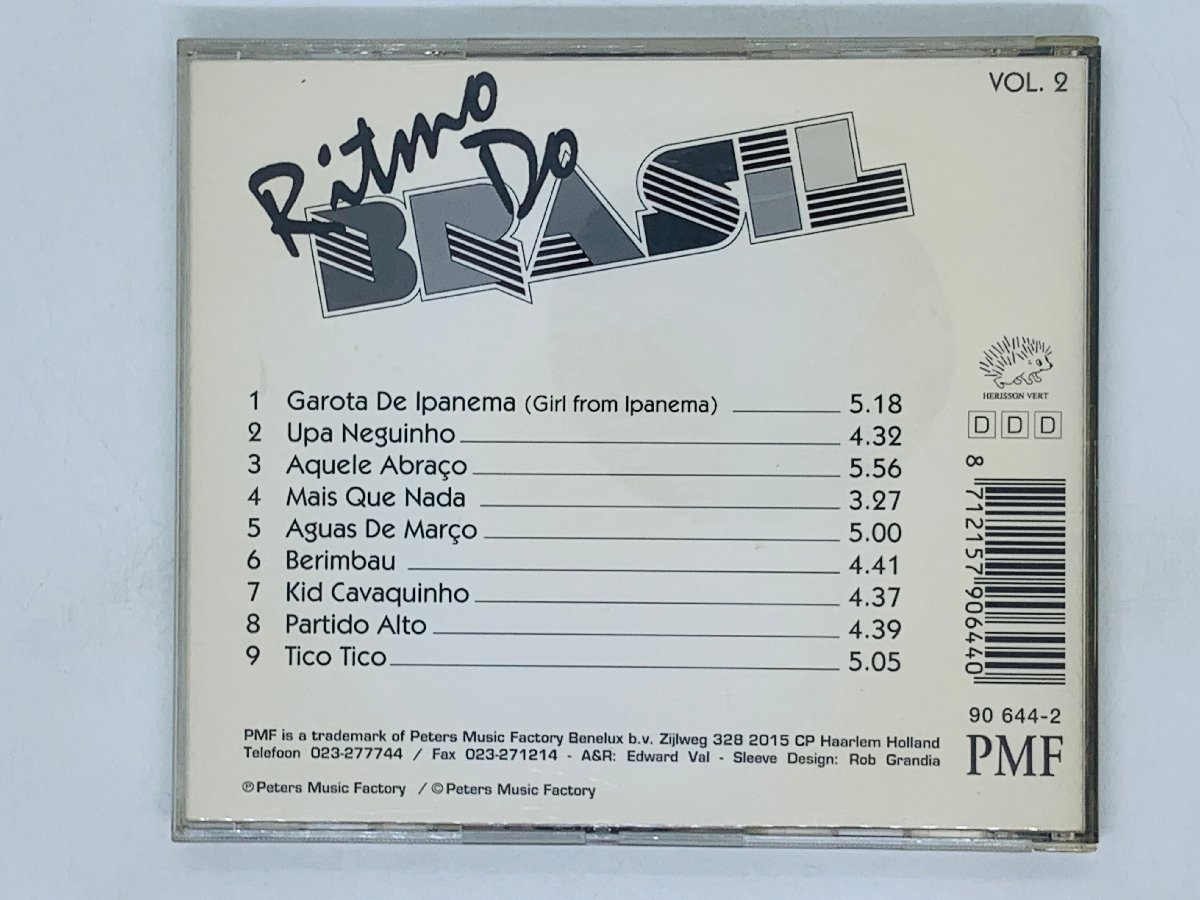 VOL. 2
Ritmo
Do
BRASIL
1 Garota De Ipanema (Girl from Ipanema) 5.18
2 Upa Neguinho 4.32
3 Aquele Abraço 5.56
4 Mais Que Nada 3.27
5 Aguas De Março 5.00
6 Berimbau 4.41
7 Kid Cavaquinho 4.37
8 Partido Alto 4.39
9 Tico Tico 5.05
HERISSON VERT
D D D
8 712157 906440
90 644-2
PMF
PMF is a trademark of Peters Music Factory Benelux b.v. Zijlweg 328 2015 CP Haarlem Holland
Telefoon 023-277744 / Fax 023-271214 - A&R: Edward Val - Sleeve Design: Rob Grandia
℗Peters Music Factory / ©Peters Music Factory